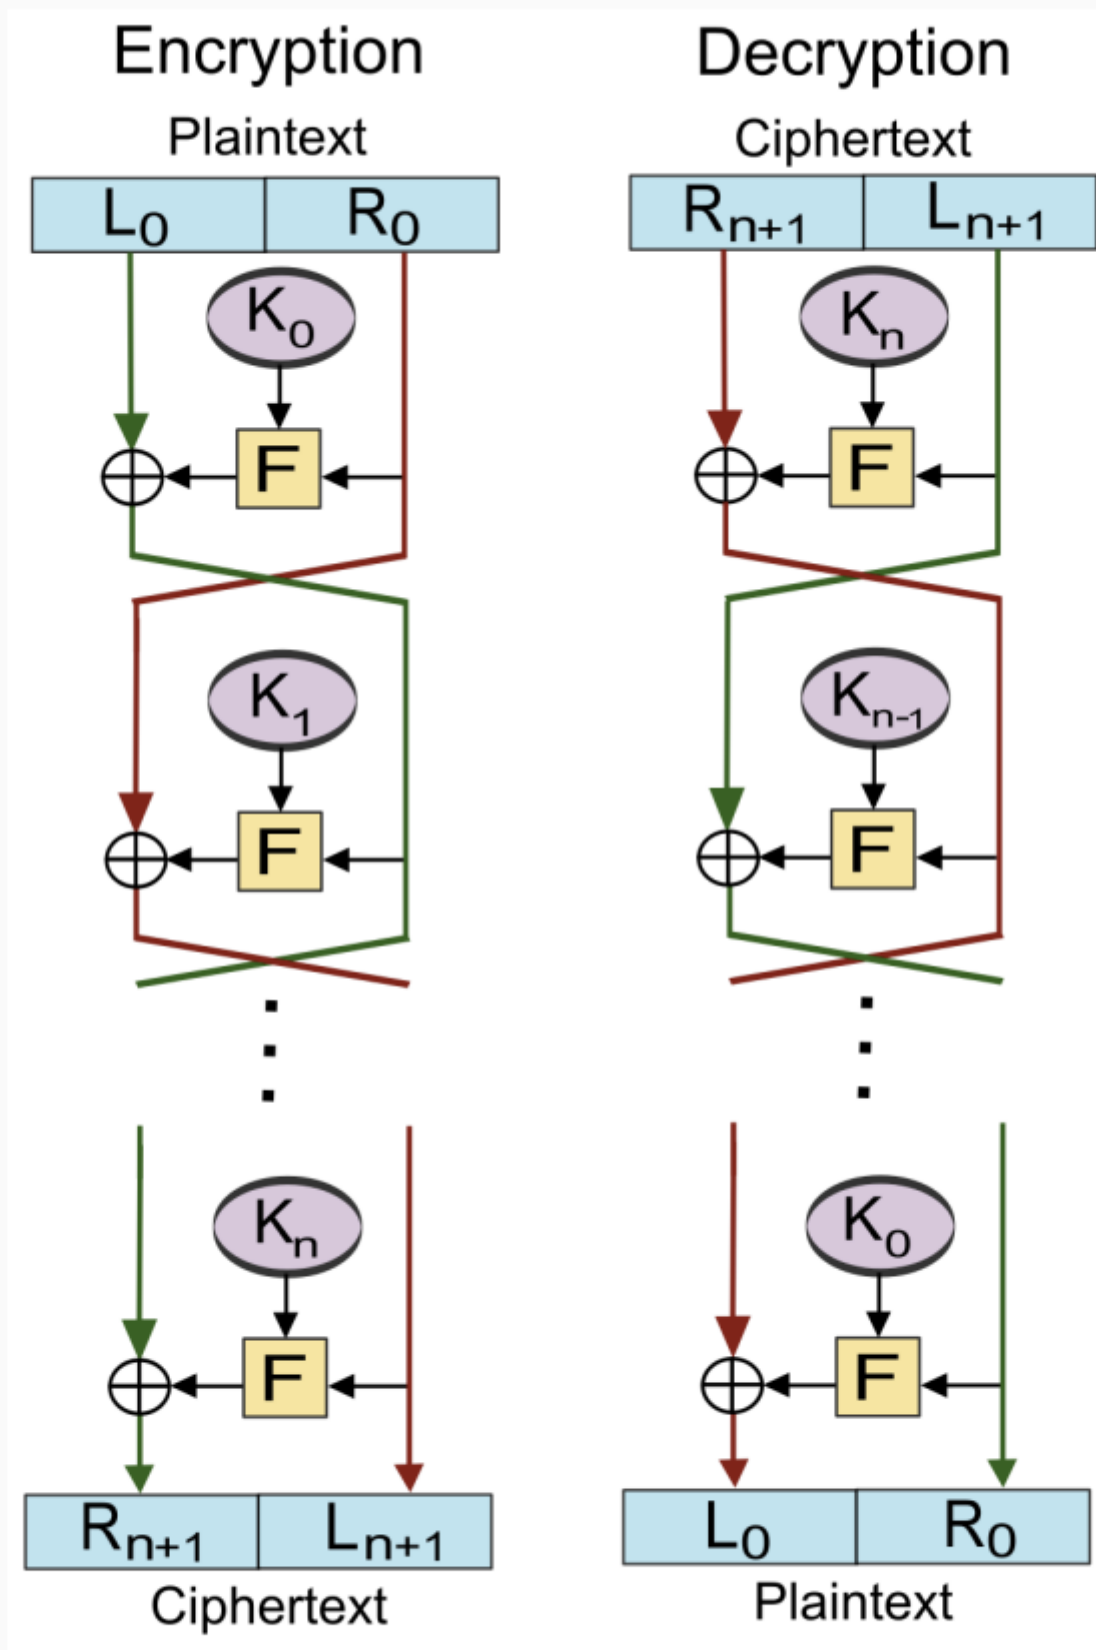 Encryption
Plaintext
L₀ R₀
K₀
F
K₁
F
Kₙ
F
Rₙ₊₁ Lₙ₊₁
Ciphertext
Decryption
Ciphertext
Rₙ₊₁ Lₙ₊₁
Kₙ
F
Kₙ₋₁
F
K₀
F
L₀ R₀
Plaintext